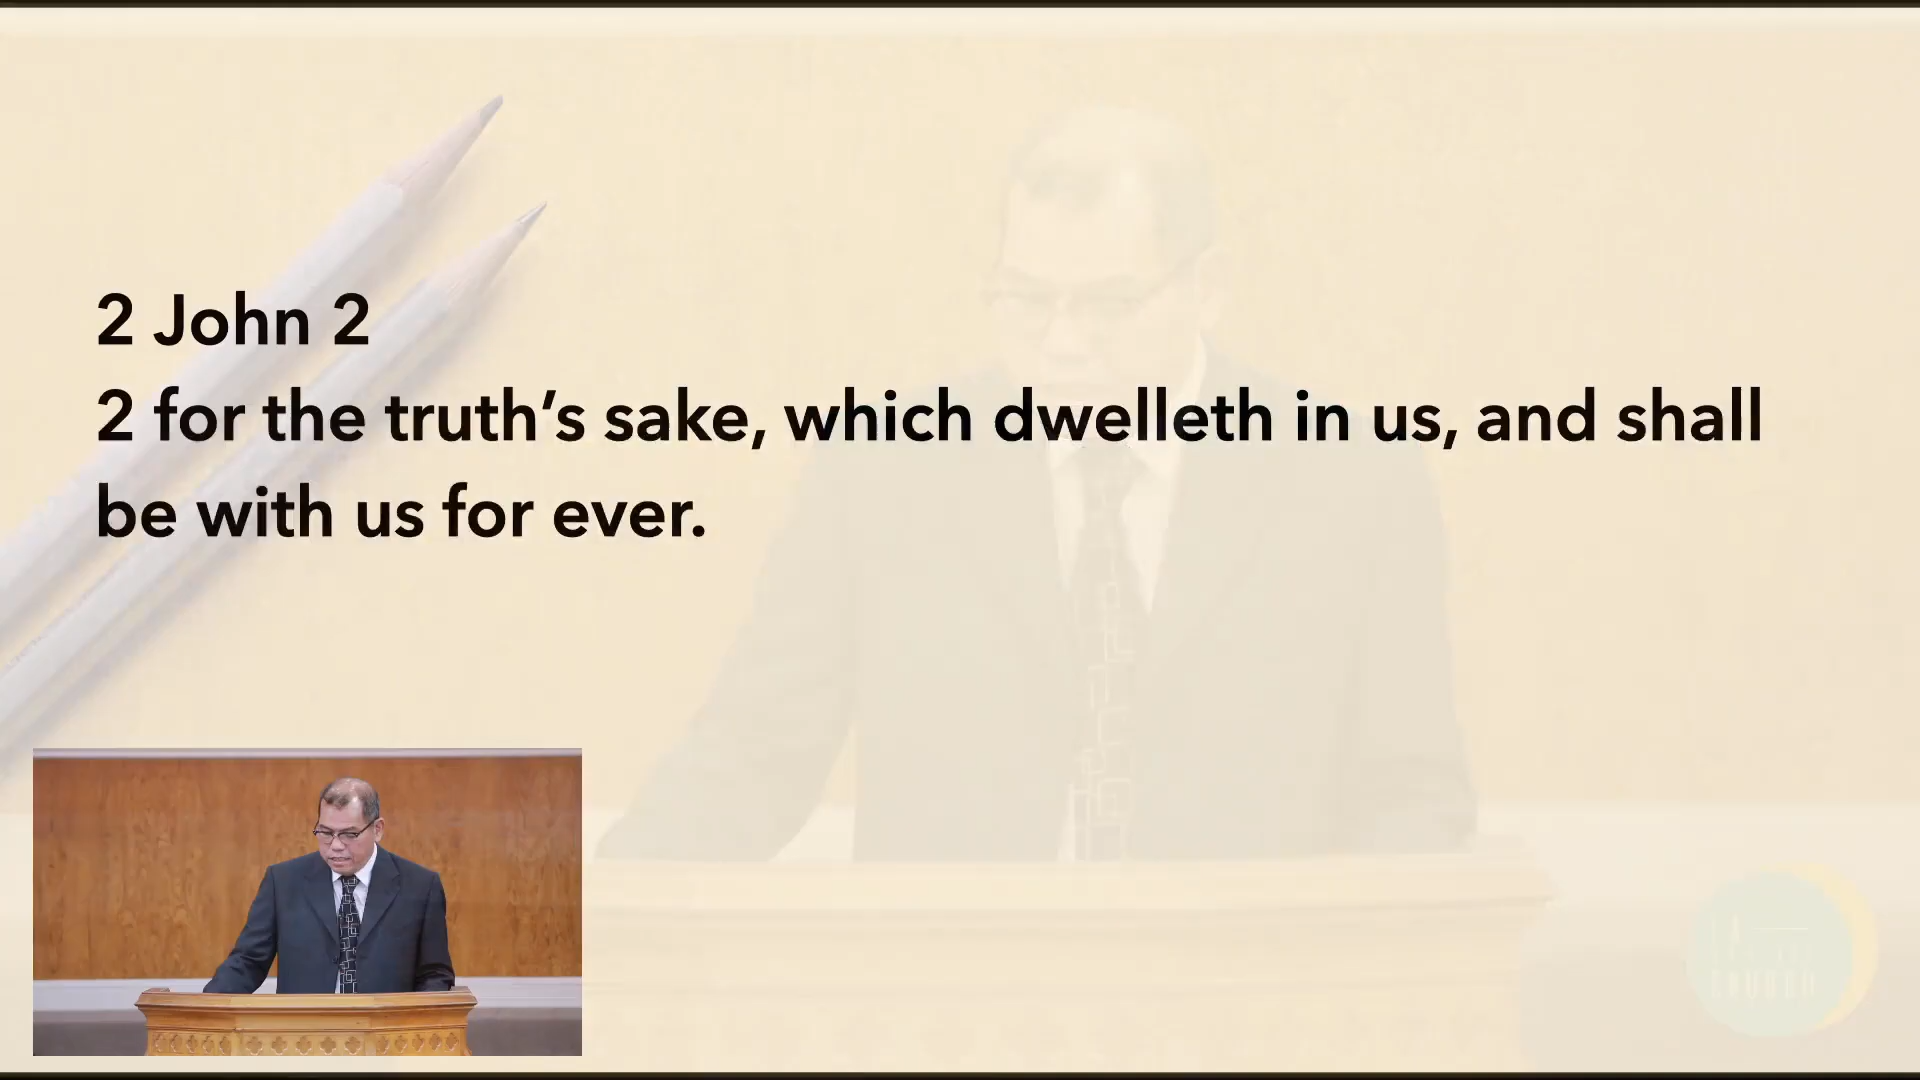 2 John 2
2 for the truth’s sake, which dwelleth in us, and shall
be with us for ever.
CHURCH